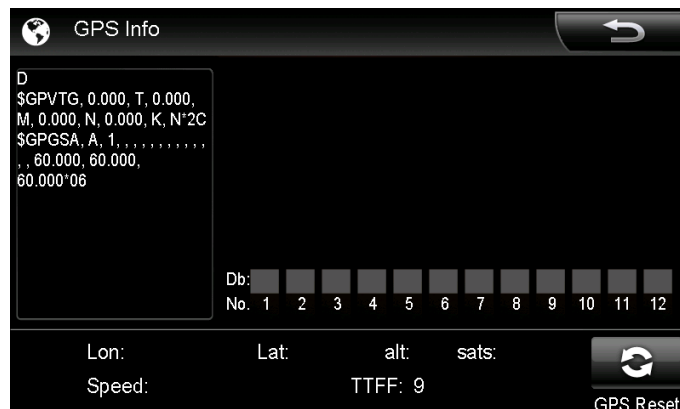 GPS Info
D
$GPVTG, 0.000, T, 0.000,
M, 0.000, N, 0.000, K, N*2C
$GPGSA, A, 1, , , , , , , , , , ,
, , 60.000, 60.000,
60.000*06
Db:
No. 1 2 3 4 5 6 7 8 9 10 11 12
Lon: Lat: alt: sats:
Speed: TTFF: 9
GPS Reset